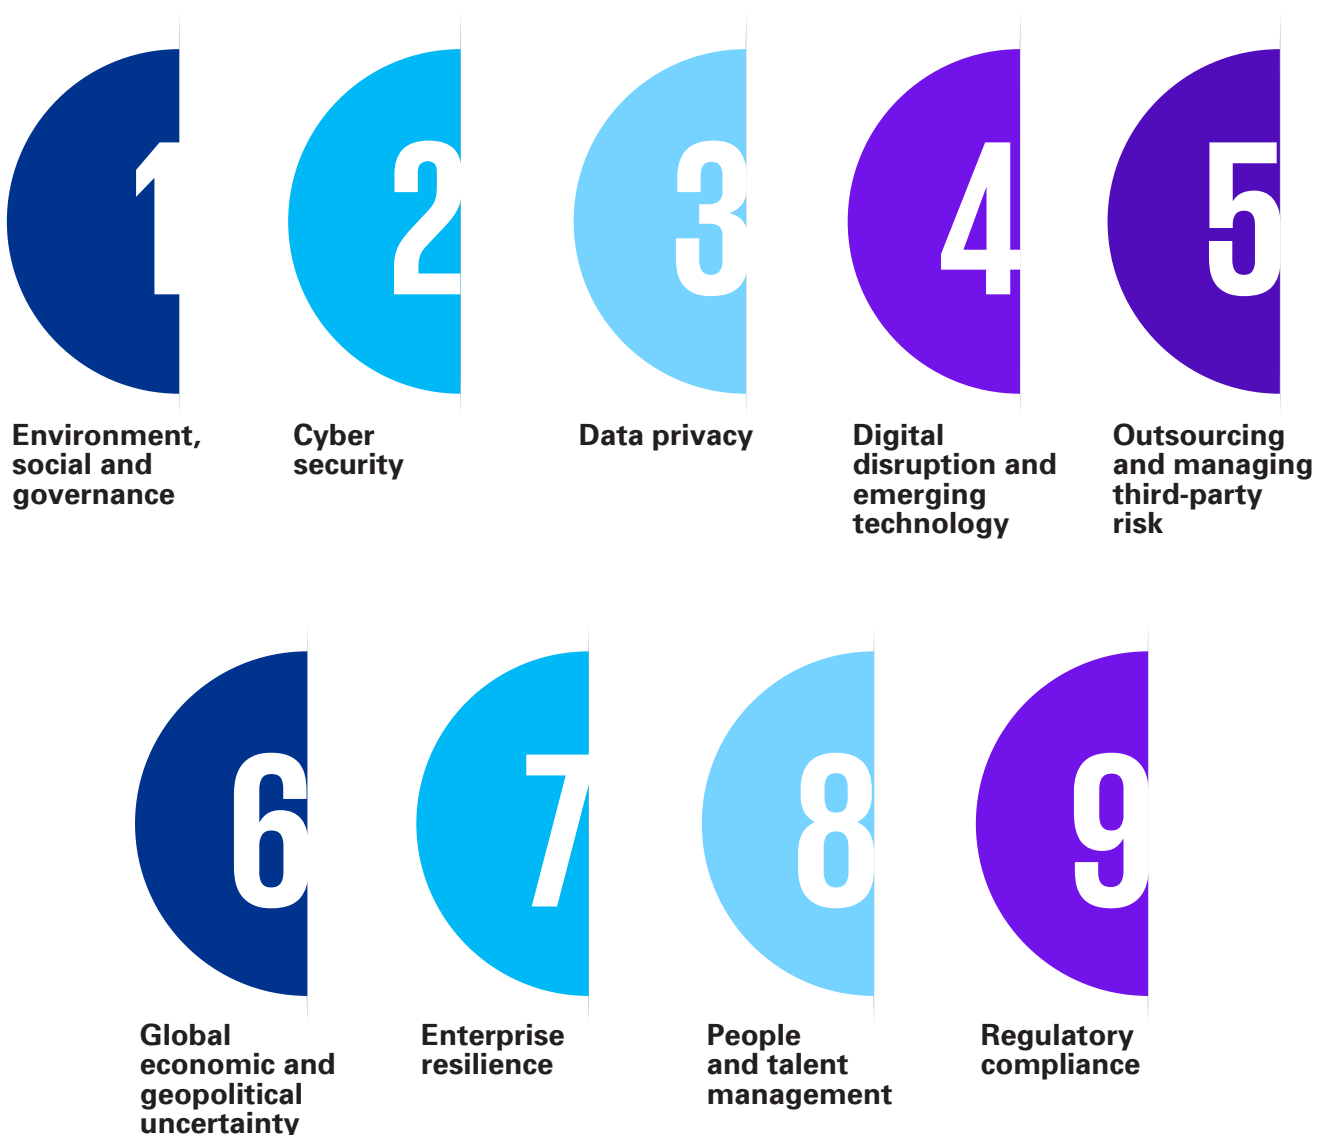 1
2
3
4
5
Environment,
social and
governance
Cyber
security
Data privacy
Digital
disruption and
emerging
technology
Outsourcing
and managing
third-party
risk
6
7
8
9
Global
economic and
geopolitical
uncertainty
Enterprise
resilience
People
and talent
management
Regulatory
compliance